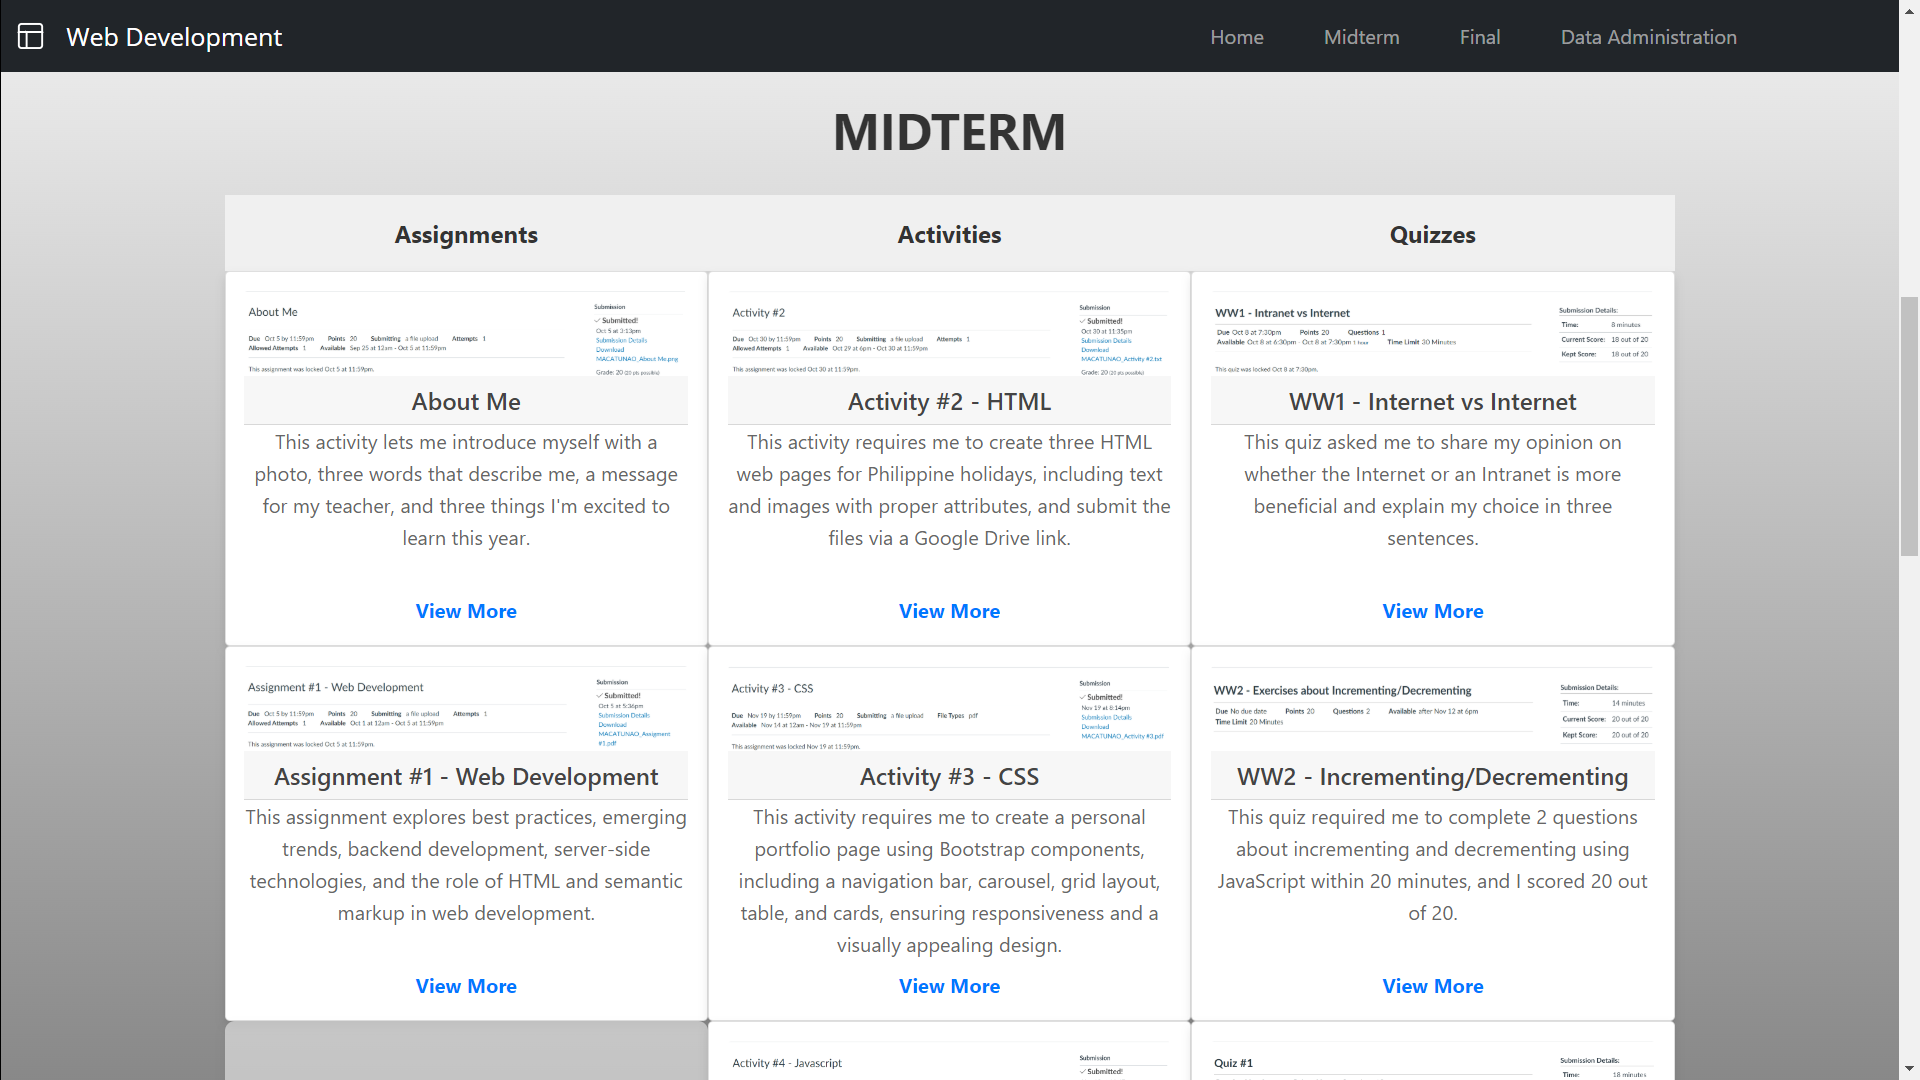 Web Development
Home Midterm Final Data Administration
MIDTERM
Assignments Activities Quizzes
About Me
Due Oct 5 by 11:59pm Points 20 Submitting a file upload Attempts 1
Allowed Attempts 1 Available Sep 25 at 12am - Oct 5 at 11:59pm
This assignment was locked Oct 5 at 11:59pm.
Submission
✓ Submitted!
Oct 5 at 3:13pm
Submission Details
Download
MACATUNAO_About Me.png
Grade: 20 (20 pts possible)
About Me
This activity lets me introduce myself with a
photo, three words that describe me, a message
for my teacher, and three things I'm excited to
learn this year.
View More
Activity #2
Due Oct 30 by 11:59pm Points 20 Submitting a file upload Attempts 1
Allowed Attempts 1 Available Oct 29 at 6pm - Oct 30 at 11:59pm
This assignment was locked Oct 30 at 11:59pm.
Submission
✓ Submitted!
Oct 30 at 11:35pm
Submission Details
Download
MACATUNAO_Activity #2.txt
Grade: 20 (20 pts possible)
Activity #2 - HTML
This activity requires me to create three HTML
web pages for Philippine holidays, including text
and images with proper attributes, and submit the
files via a Google Drive link.
View More
WW1 - Intranet vs Internet
Due Oct 8 at 7:30pm Points 20 Questions 1
Available Oct 8 at 6:30pm - Oct 8 at 7:30pm 1 hour Time Limit 30 Minutes
This quiz was locked Oct 8 at 7:30pm.
Submission Details:
Time: 8 minutes
Current Score: 18 out of 20
Kept Score: 18 out of 20
WW1 - Internet vs Internet
This quiz asked me to share my opinion on
whether the Internet or an Intranet is more
beneficial and explain my choice in three
sentences.
View More
Assignment #1 - Web Development
Due Oct 5 by 11:59pm Points 20 Submitting a file upload Attempts 1
Allowed Attempts 1 Available Oct 1 at 12am - Oct 5 at 11:59pm
This assignment was locked Oct 5 at 11:59pm.
Submission
✓ Submitted!
Oct 5 at 5:36pm
Submission Details
Download
MACATUNAO_Assigment
#1.pdf
Assignment #1 - Web Development
This assignment explores best practices, emerging
trends, backend development, server-side
technologies, and the role of HTML and semantic
markup in web development.
View More
Activity #3 - CSS
Due Nov 19 by 11:59pm Points 20 Submitting a file upload File Types pdf
Available Nov 14 at 12am - Nov 19 at 11:59pm
This assignment was locked Nov 19 at 11:59pm.
Submission
✓ Submitted!
Nov 19 at 8:14pm
Submission Details
Download
MACATUNAO_Activity #3.pdf
Activity #3 - CSS
This activity requires me to create a personal
portfolio page using Bootstrap components,
including a navigation bar, carousel, grid layout,
table, and cards, ensuring responsiveness and a
visually appealing design.
View More
WW2 - Exercises about Incrementing/Decrementing
Due No due date Points 20 Questions 2 Available after Nov 12 at 6pm
Time Limit 20 Minutes
Submission Details:
Time: 14 minutes
Current Score: 20 out of 20
Kept Score: 20 out of 20
WW2 - Incrementing/Decrementing
This quiz required me to complete 2 questions
about incrementing and decrementing using
JavaScript within 20 minutes, and I scored 20 out
of 20.
View More
Activity #4 - Javascript
Submission
✓ Submitted!
Quiz #1
Submission Details:
Time: 18 minutes